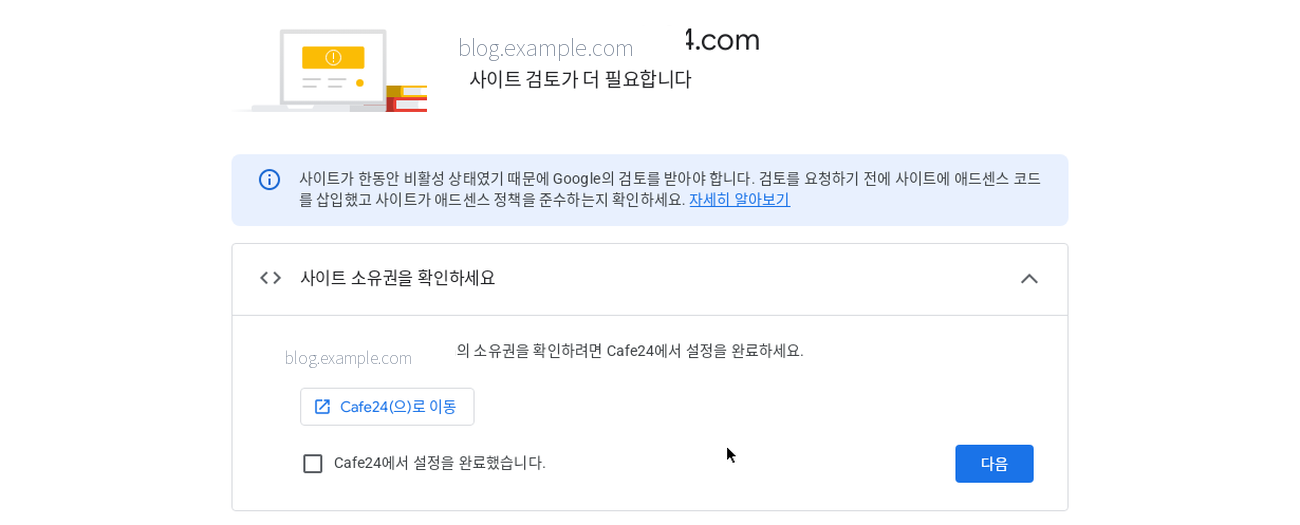 blog.example.com 4.com
사이트 검토가 더 필요합니다
사이트가 한동안 비활성 상태였기 때문에 Google의 검토를 받아야 합니다. 검토를 요청하기 전에 사이트에 애드센스 코드
를 삽입했고 사이트가 애드센스 정책을 준수하는지 확인하세요. 자세히 알아보기
사이트 소유권을 확인하세요
blog.example.com 의 소유권을 확인하려면 Cafe24에서 설정을 완료하세요.
Cafe24(으)로 이동
Cafe24에서 설정을 완료했습니다.
다음